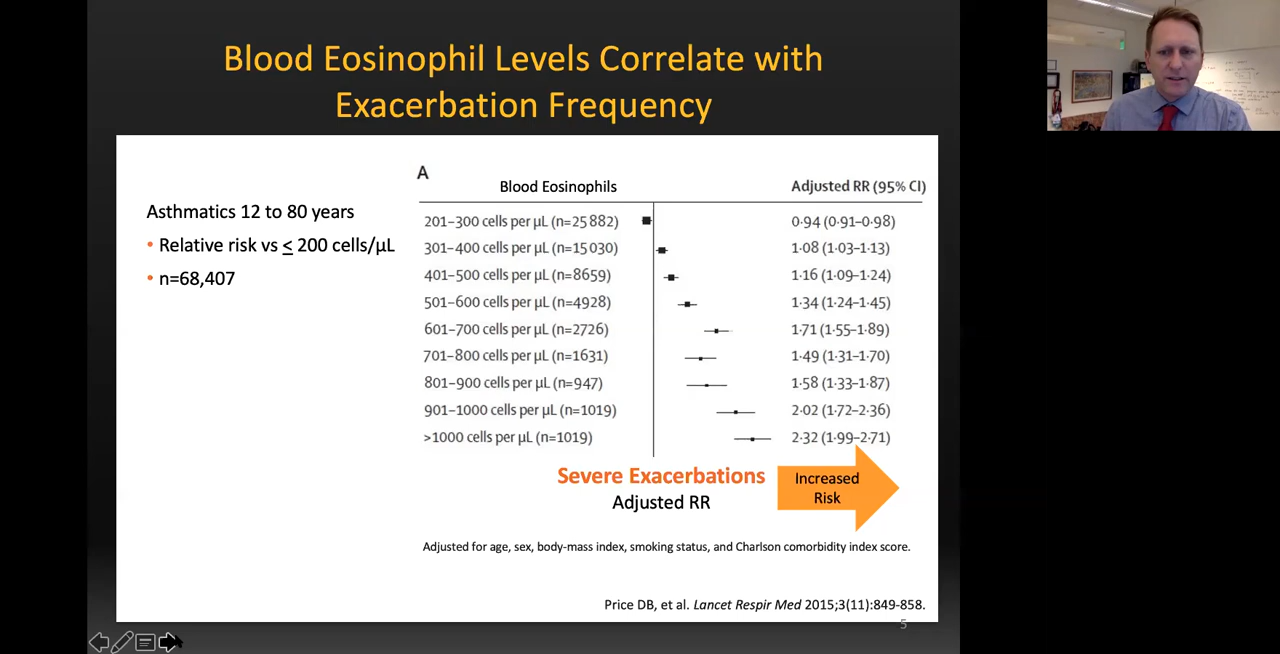 Blood Eosinophil Levels Correlate with
Exacerbation Frequency
Asthmatics 12 to 80 years
• Relative risk vs ≤ 200 cells/µL
• n=68,407
A
Blood Eosinophils Adjusted RR (95% CI)
201–300 cells per µL (n=25 882) 0·94 (0·91–0·98)
301–400 cells per µL (n=15 030) 1·08 (1·03–1·13)
401–500 cells per µL (n=8659) 1·16 (1·09–1·24)
501–600 cells per µL (n=4928) 1·34 (1·24–1·45)
601–700 cells per µL (n=2726) 1·71 (1·55–1·89)
701–800 cells per µL (n=1631) 1·49 (1·31–1·70)
801–900 cells per µL (n=947) 1·58 (1·33–1·87)
901–1000 cells per µL (n=1019) 2·02 (1·72–2·36)
>1000 cells per µL (n=1019) 2·32 (1·99–2·71)
Severe Exacerbations
Adjusted RR
Increased
Risk
Adjusted for age, sex, body-mass index, smoking status, and Charlson comorbidity index score.
Price DB, et al. Lancet Respir Med 2015;3(11):849-858.
5